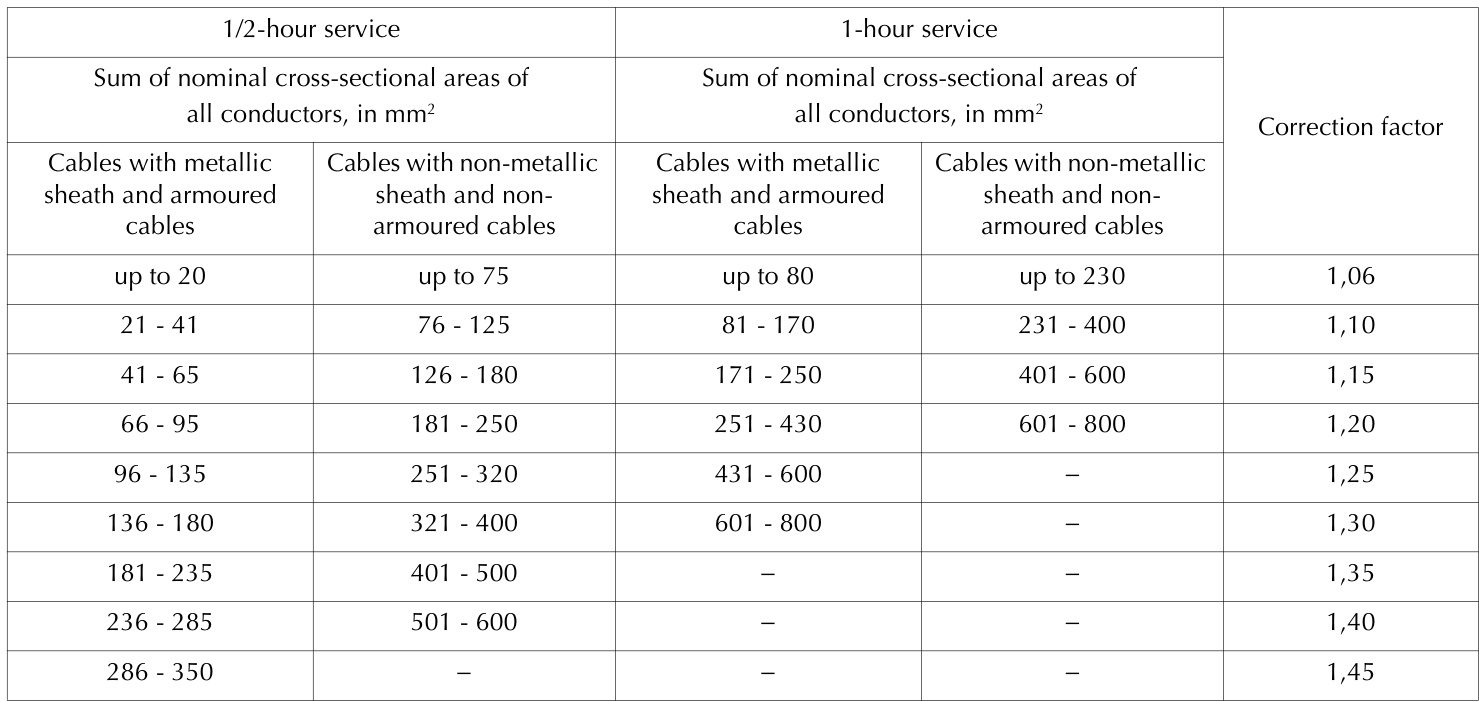 1/2-hour service 1-hour service Correction factor
Sum of nominal cross-sectional areas of
all conductors, in mm²
Sum of nominal cross-sectional areas of
all conductors, in mm²
Cables with metallic
sheath and armoured
cables
Cables with non-metallic
sheath and non-
armoured cables
Cables with metallic
sheath and armoured
cables
Cables with non-metallic
sheath and non-
armoured cables
up to 20 up to 75 up to 80 up to 230 1,06
21 - 41 76 - 125 81 - 170 231 - 400 1,10
41 - 65 126 - 180 171 - 250 401 - 600 1,15
66 - 95 181 - 250 251 - 430 601 - 800 1,20
96 - 135 251 - 320 431 - 600 – 1,25
136 - 180 321 - 400 601 - 800 – 1,30
181 - 235 401 - 500 – – 1,35
236 - 285 501 - 600 – – 1,40
286 - 350 – – – 1,45